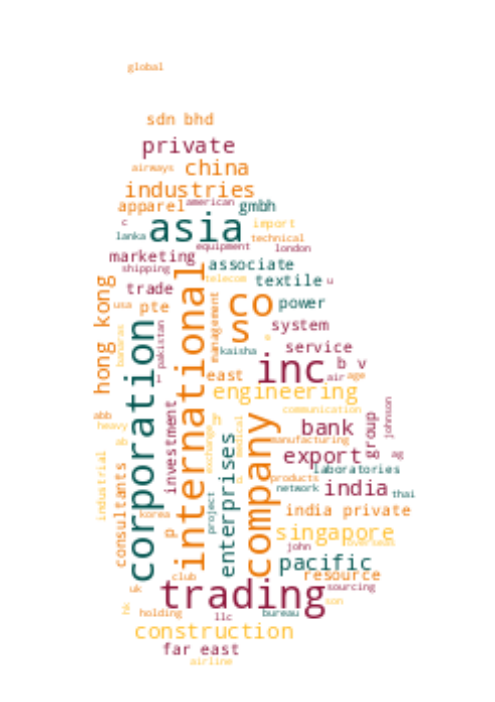 global
sdn bhd
private
airways
china
industries
apparel
american
gmbh
c
lanka
asia
import
technical
equipment
london
marketing
shipping
associate
telecom
textile
u
trade
hong kong
usa
pte
international
management
co
s
power
system
kaisha
e
service
corporation
pakistan
east
inc
b v
air
age
engineering
communication
abb
heavy
investment
h
company
bank
group
johnson
manufacturing
export
ag
laboratories
industrial
consultants
exchange
medical
enterprises
products
network
india
thai
project
korea
india private
singapore
overseas
john
pacific
resource
club
uk
trading
sourcing
hk
holding
llc
bureau
son
construction
far east
airline